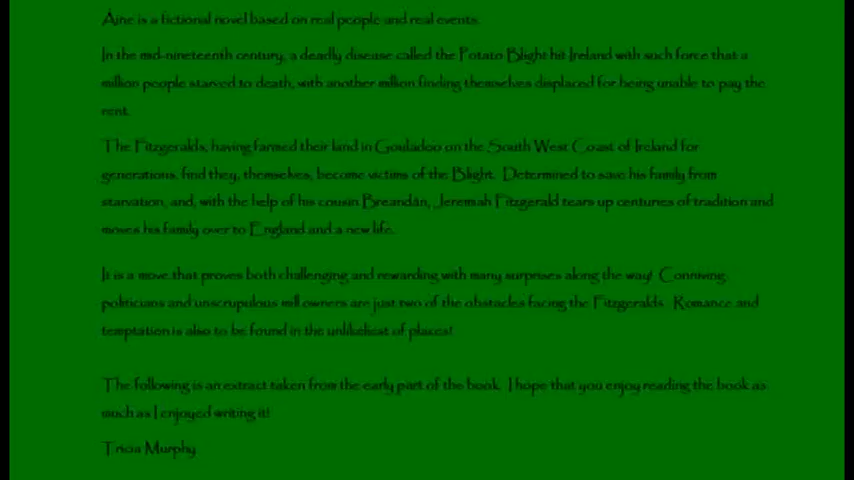 Áine is a fictional novel based on real people and real events.
In the mid-nineteenth century, a deadly disease called the Potato Blight hit Ireland with such force that a
million people starved to death, with another million finding themselves displaced for being unable to pay the
rent.
The Fitzgeralds, having farmed their land in Gouladoo on the South West Coast of Ireland for
generations, find they, themselves, become victims of the Blight. Determined to save his family from
starvation, and, with the help of his cousin Breandán, Jeremiah Fitzgerald tears up centuries of tradition and
moves his family over to England and a new life.
It is a move that proves both challenging and rewarding with many surprises along the way! Conniving
politicians and unscrupulous mill owners are just two of the obstacles facing the Fitzgeralds. Romance and
temptation is also to be found in the unlikeliest of places!
The following is an extract taken from the early part of the book. I hope that you enjoy reading the book as
much as I enjoyed writing it!
Tricia Murphy